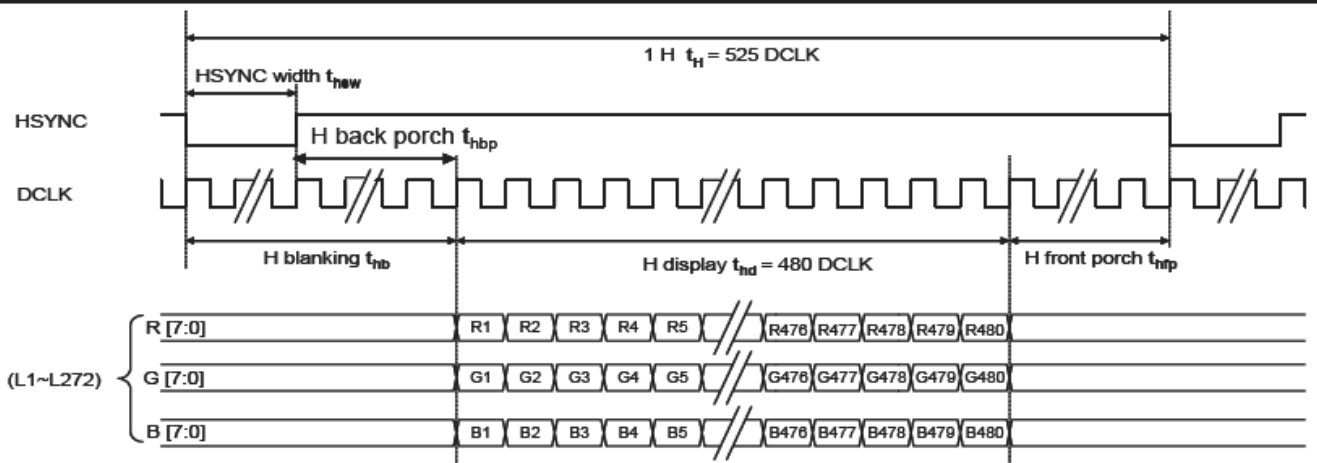 1 H t_H = 525 DCLK
HSYNC width t_hsw
HSYNC
H back porch t_hbp
DCLK
H blanking t_hb
H display t_hd = 480 DCLK
H front porch t_hfp
(L1~L272)
R [7:0] R1 R2 R3 R4 R5 R476 R477 R478 R479 R480
G [7:0] G1 G2 G3 G4 G5 G476 G477 G478 G479 G480
B [7:0] B1 B2 B3 B4 B5 B476 B477 B478 B479 B480